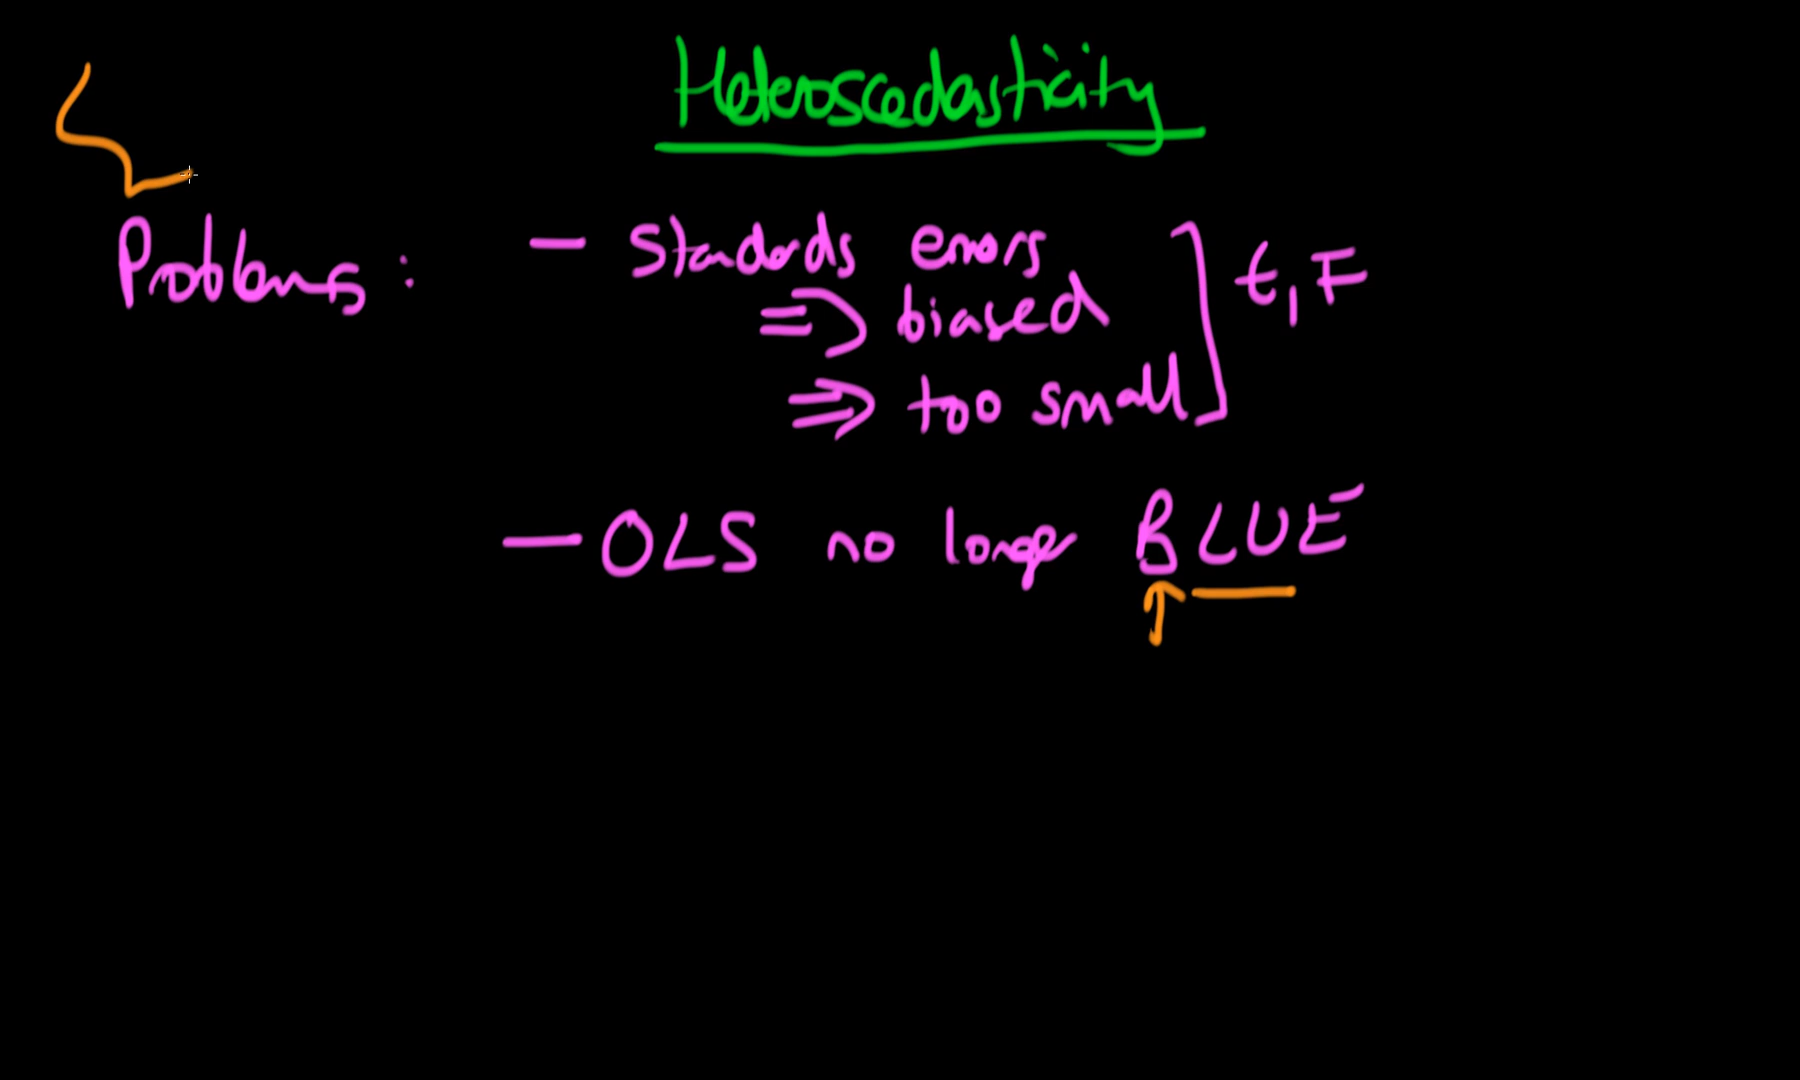 Heteroscedasticity
Problems : — Standards errors ] t, F
⇒ biased
⇒ too small
— OLS no longer BLUE
↑